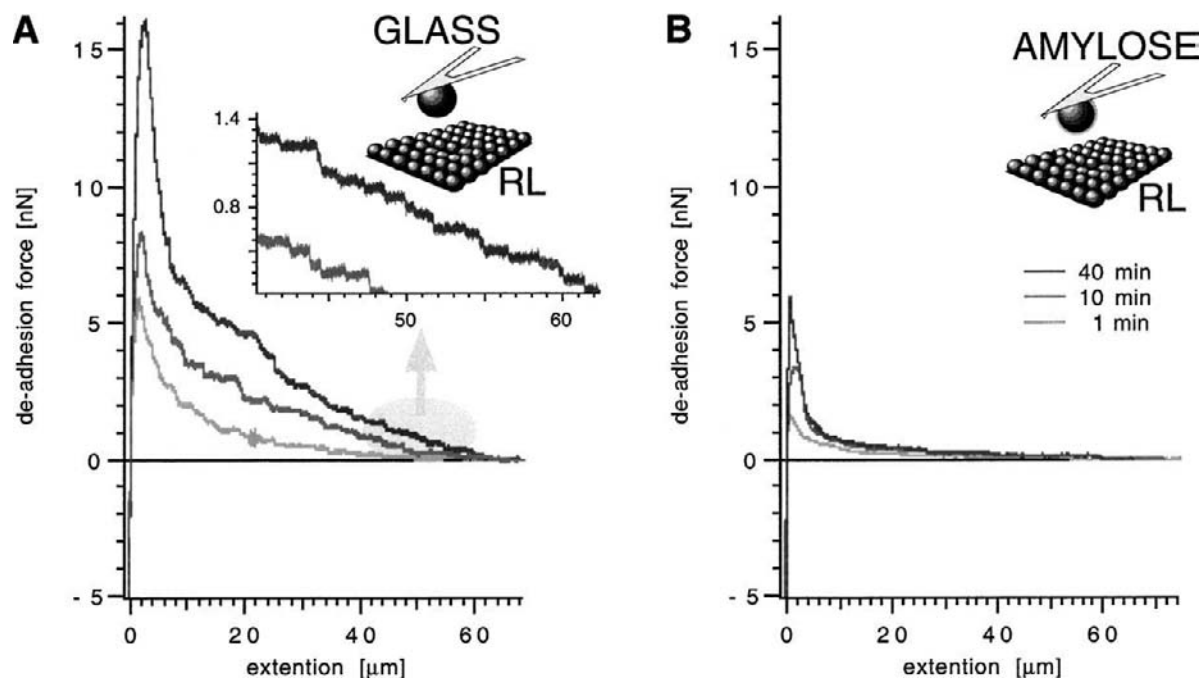 A
GLASS
RL
1.4
0.8
50
60
15
10
5
0
- 5
de-adhesion force [nN]
0
20
40
60
extention [μm]
B
AMYLOSE
RL
40 min
10 min
1 min
15
10
5
0
- 5
de-adhesion force [nN]
0
20
40
60
extention [μm]